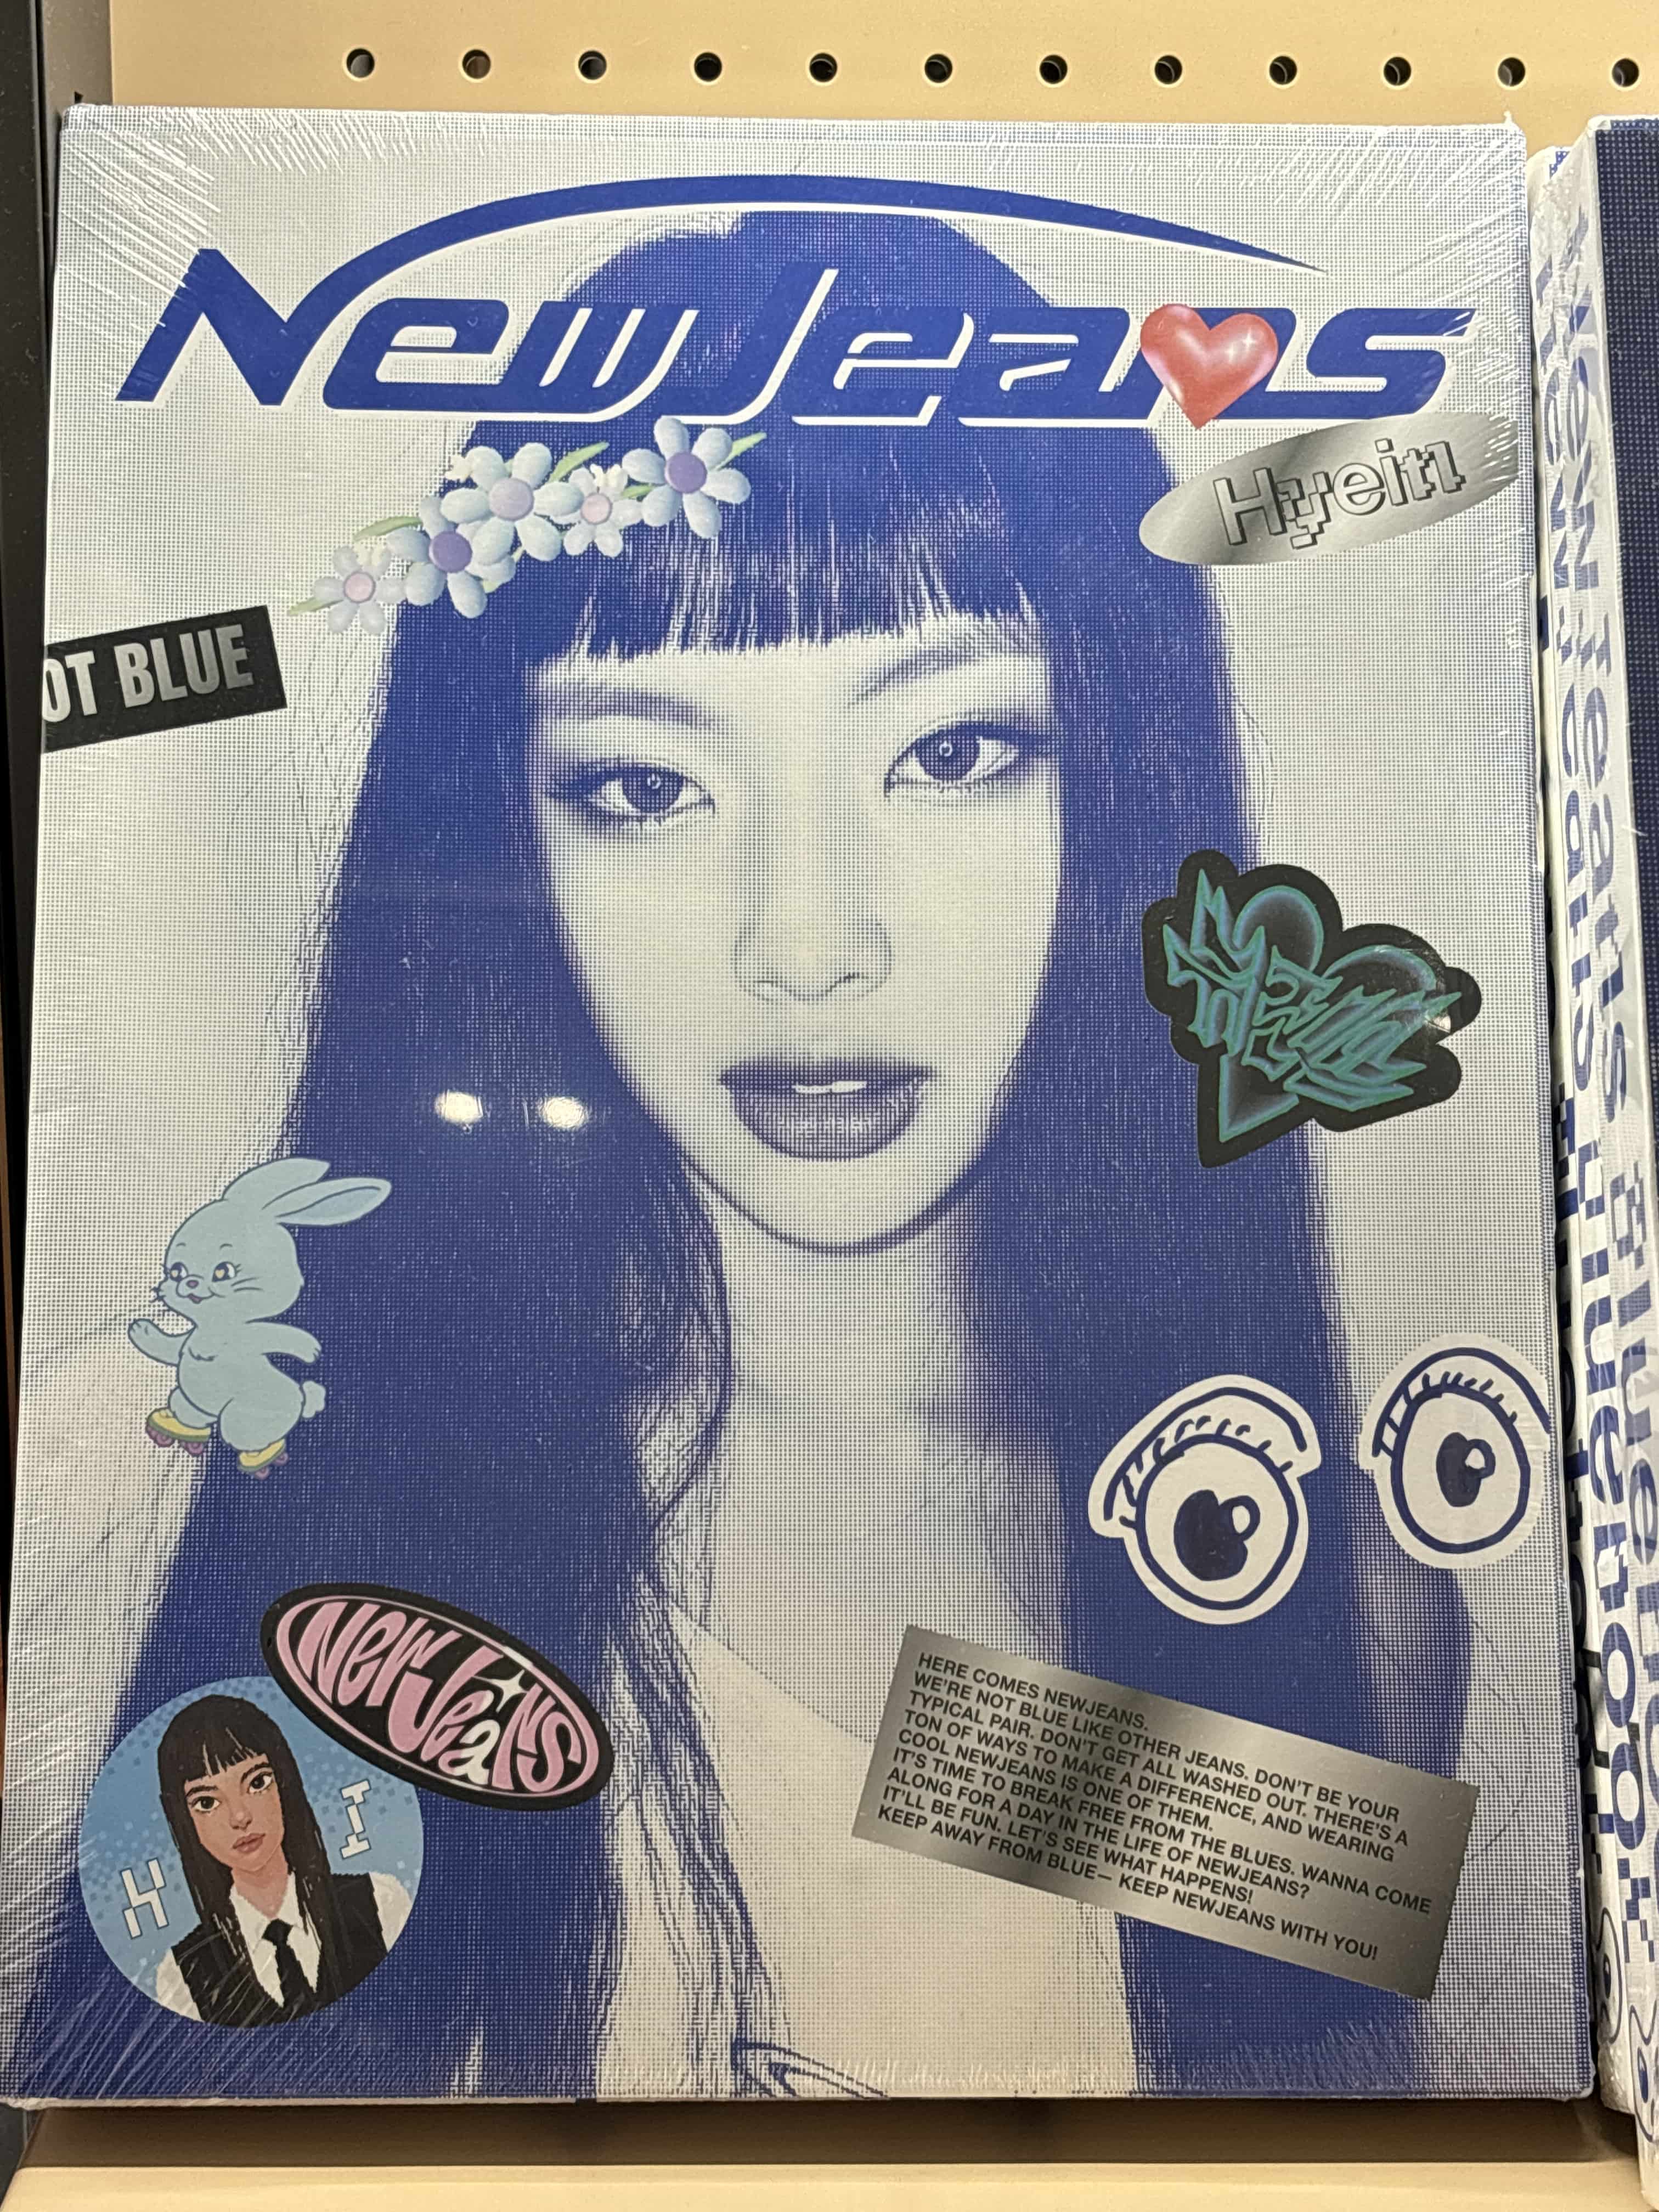 NewJeans
Hyein
OT BLUE
NewJeans
H I
HERE COMES NEWJEANS.
WE'RE NOT BLUE LIKE OTHER JEANS. DON'T BE YOUR
TYPICAL PAIR. DON'T GET ALL WASHED OUT. THERE'S A
TON OF WAYS TO MAKE A DIFFERENCE, AND WEARING
COOL NEWJEANS IS ONE OF THEM.
IT'S TIME TO BREAK FREE FROM THE BLUES. WANNA COME
ALONG FOR A DAY IN THE LIFE OF NEWJEANS?
IT'LL BE FUN. LET'S SEE WHAT HAPPENS!
KEEP AWAY FROM BLUE— KEEP NEWJEANS WITH YOU!